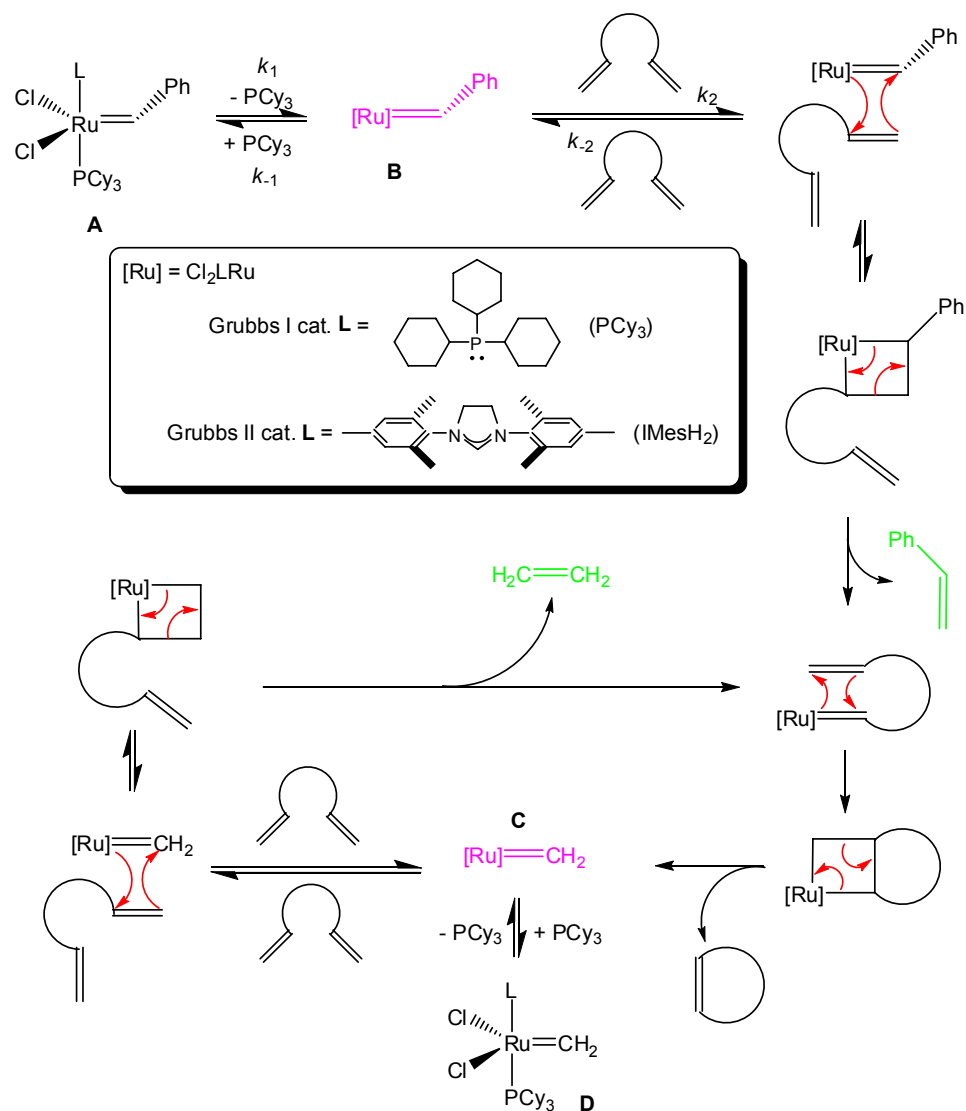 L
Cl
Cl
Ru
Ph
PCy3
A
k1
- PCy3
+ PCy3
k-1
[Ru]
Ph
B
k2
k-2
[Ru]
Ph
[Ru] = Cl2LRu
Grubbs I cat. L =
P
(PCy3)
Grubbs II cat. L =
N
N
(IMesH2)
[Ru]
Ph
Ph
H2C
CH2
[Ru]
[Ru]
[Ru]
CH2
C
[Ru]
CH2
[Ru]
- PCy3
+ PCy3
L
Cl
Cl
Ru
CH2
PCy3
D